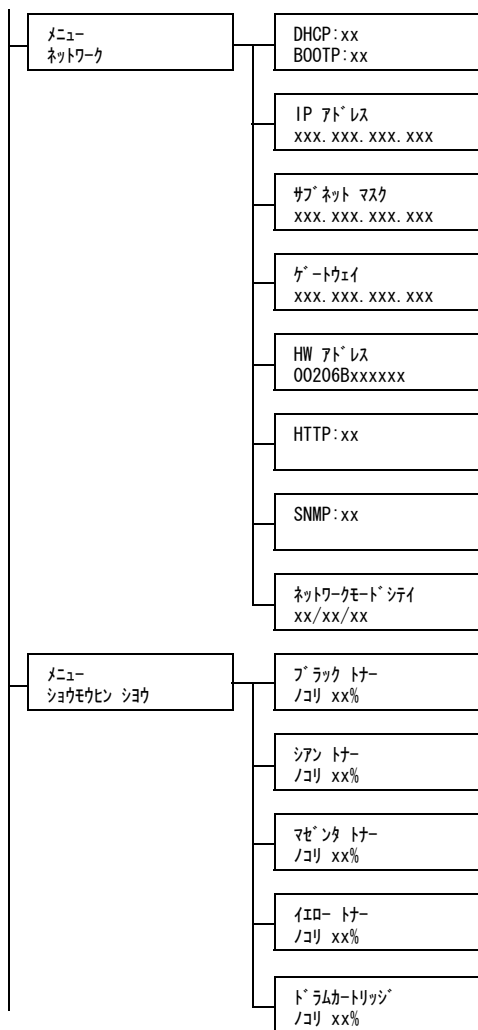 ﾒﾆｭｰ
ﾈｯﾄﾜｰｸ
DHCP:xx
BOOTP:xx
IP ｱﾄﾞﾚｽ
xxx.xxx.xxx.xxx
ｻﾌﾞﾈｯﾄ ﾏｽｸ
xxx.xxx.xxx.xxx
ｹﾞｰﾄｳｪｲ
xxx.xxx.xxx.xxx
HW ｱﾄﾞﾚｽ
00206Bxxxxxx
HTTP:xx
SNMP:xx
ﾈｯﾄﾜｰｸﾓｰﾄﾞｼﾃｲ
xx/xx/xx
ﾒﾆｭｰ
ｼｮｳﾓｳﾋﾝ ｼﾖｳ
ﾌﾞﾗｯｸ ﾄﾅｰ
ﾉｺﾘ xx%
ｼｱﾝ ﾄﾅｰ
ﾉｺﾘ xx%
ﾏｾﾞﾝﾀ ﾄﾅｰ
ﾉｺﾘ xx%
ｲｴﾛｰ ﾄﾅｰ
ﾉｺﾘ xx%
ﾄﾞﾗﾑｶｰﾄﾘｯｼﾞ
ﾉｺﾘ xx%